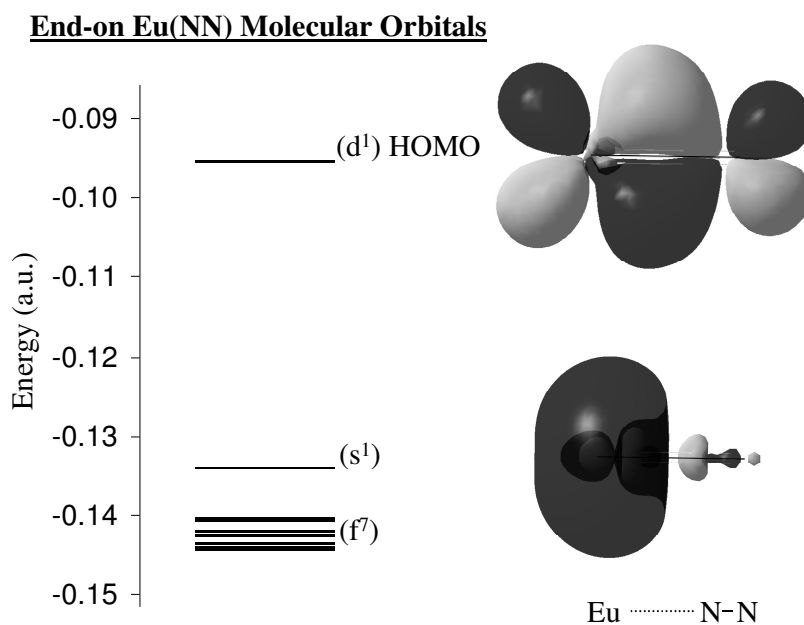 End-on Eu(NN) Molecular Orbitals
-0.09
(d¹) HOMO
-0.10
-0.11
Energy (a.u.)
-0.12
-0.13
(s¹)
-0.14
(f⁷)
-0.15
Eu ............ N–N